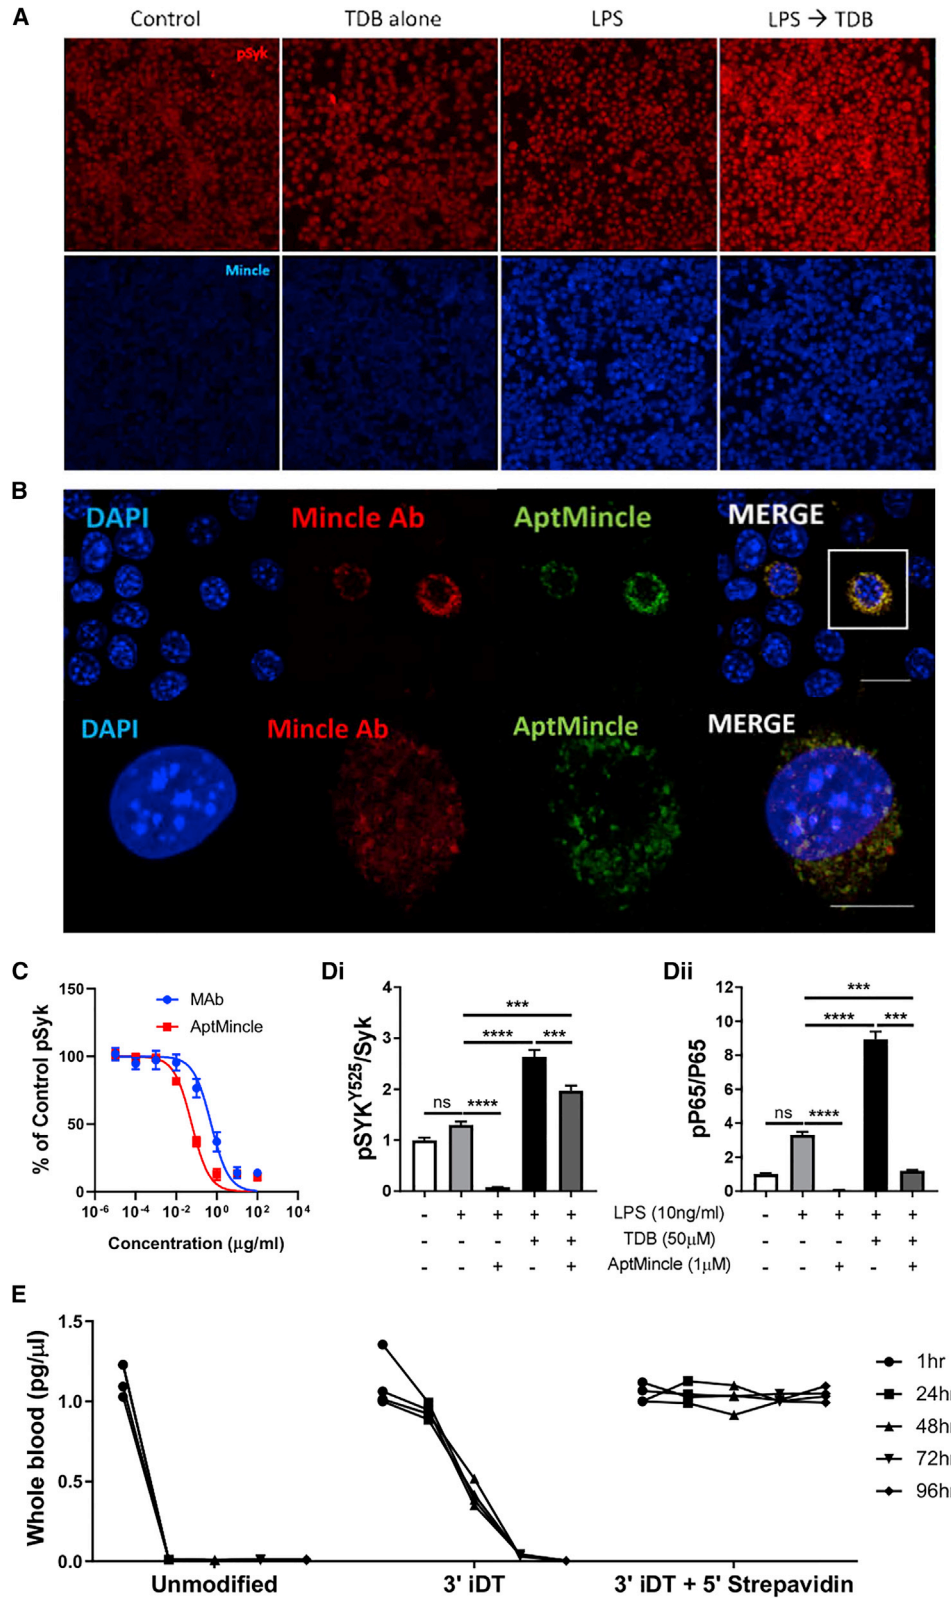 A
Control TDB alone LPS LPS → TDB
pSyk
Mincle
B
DAPI Mincle Ab AptMincle MERGE
DAPI Mincle Ab AptMincle MERGE
C
% of Control pSyk
150
100
50
0
10⁻⁶ 10⁻⁴ 10⁻² 10⁰ 10² 10⁴
Concentration (µg/ml)
MAb
AptMincle
Di
pSYKY525/Syk
4
3
2
1
0
***
**** ***
ns ****
Dii
pP65/P65
12
10
8
6
4
2
0
***
**** ***
ns ****
- + + + + LPS (10ng/ml) - + + + +
- - - + + TDB (50µM) - - - + +
- - + - + AptMincle (1µM) - - + - +
E
Whole blood (pg/µl)
1.5
1.0
0.5
0.0
Unmodified 3' iDT 3' iDT + 5' Strepavidin
1hr
24h
48h
72h
96h